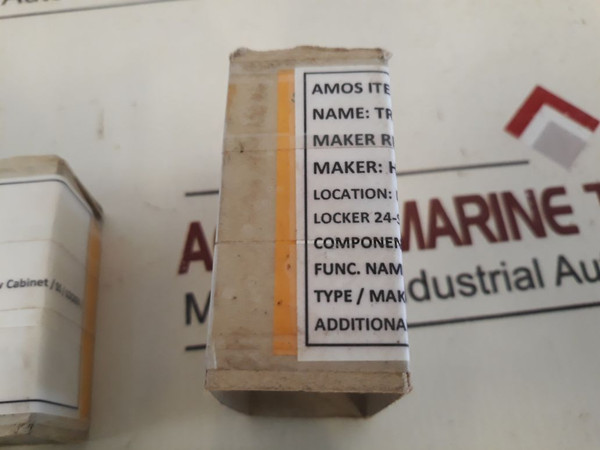 AMOS ITE
NAME: TR
MAKER R
MAKER: H
LOCATION:
LOCKER 24-S
COMPONEN
FUNC. NAM
TYPE / MAK
ADDITIONA
Cabinet /
A MARINE T
M dustrial Au